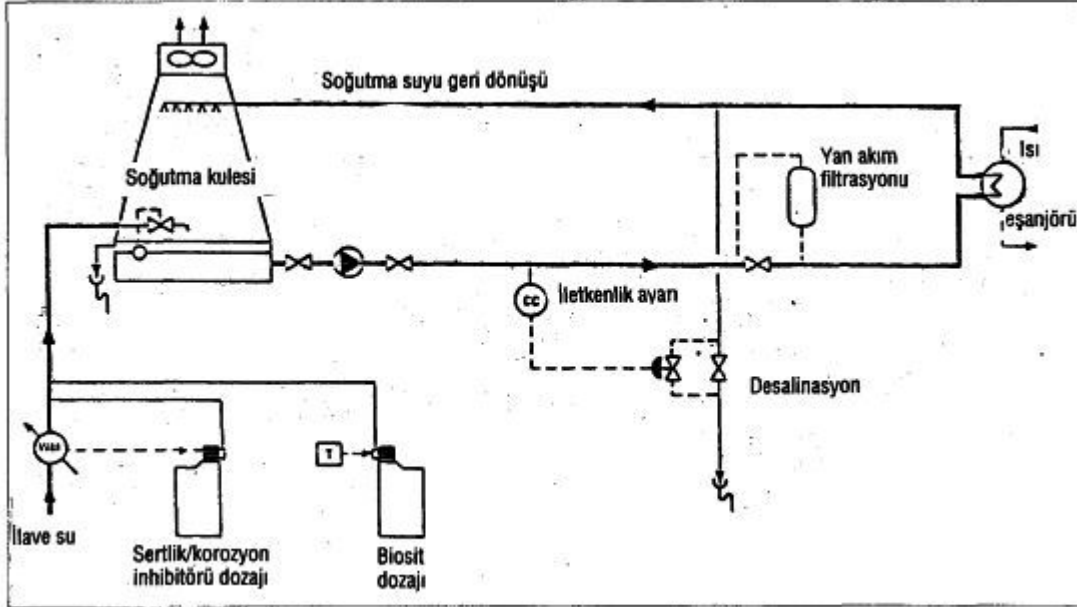 Soğutma suyu geri dönüşü
Isı
Yan akım
filtrasyonu
Soğutma kulesi
eşanjörü
cc
İletkenlik ayarı
Desalinasyon
T
İlave su
Sertlik/korozyon
inhibitörü dozajı
Biosit
dozajı